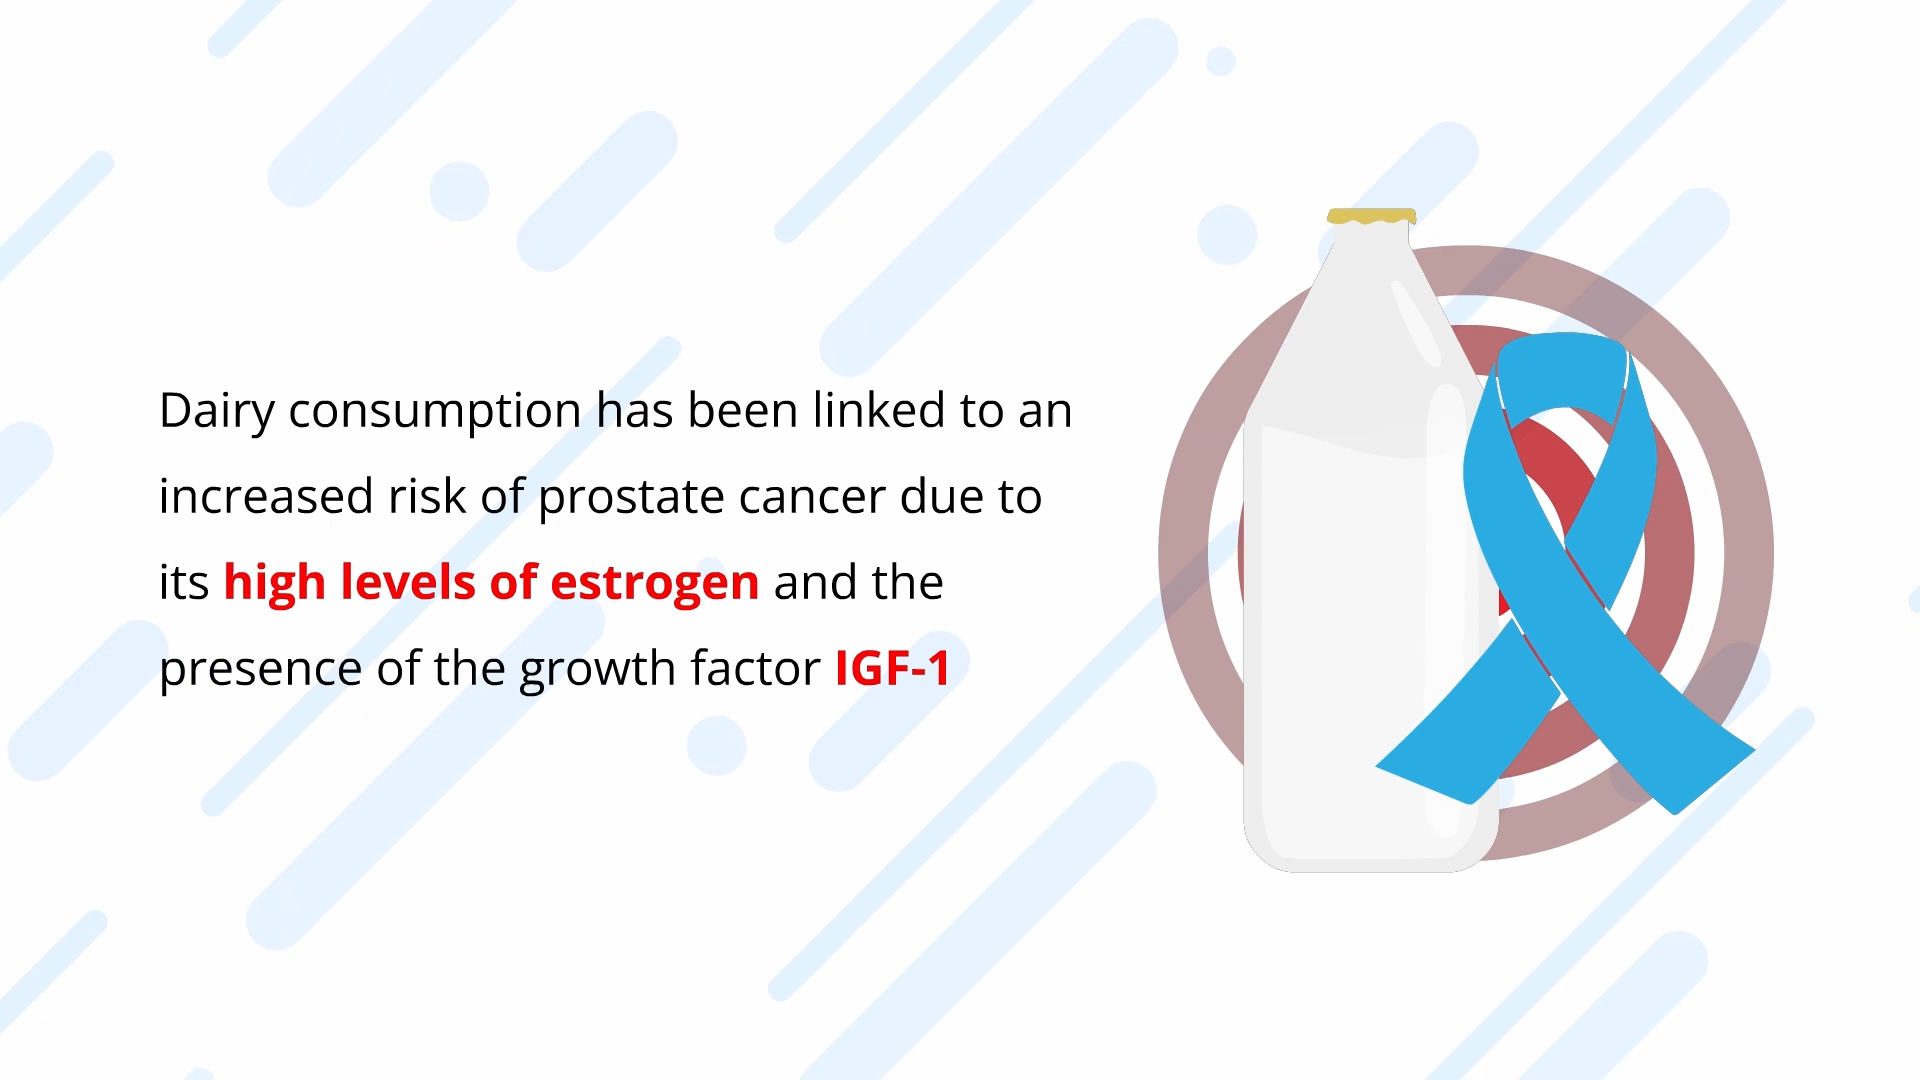 Dairy consumption has been linked to an
increased risk of prostate cancer due to
its high levels of estrogen and the
presence of the growth factor IGF-1